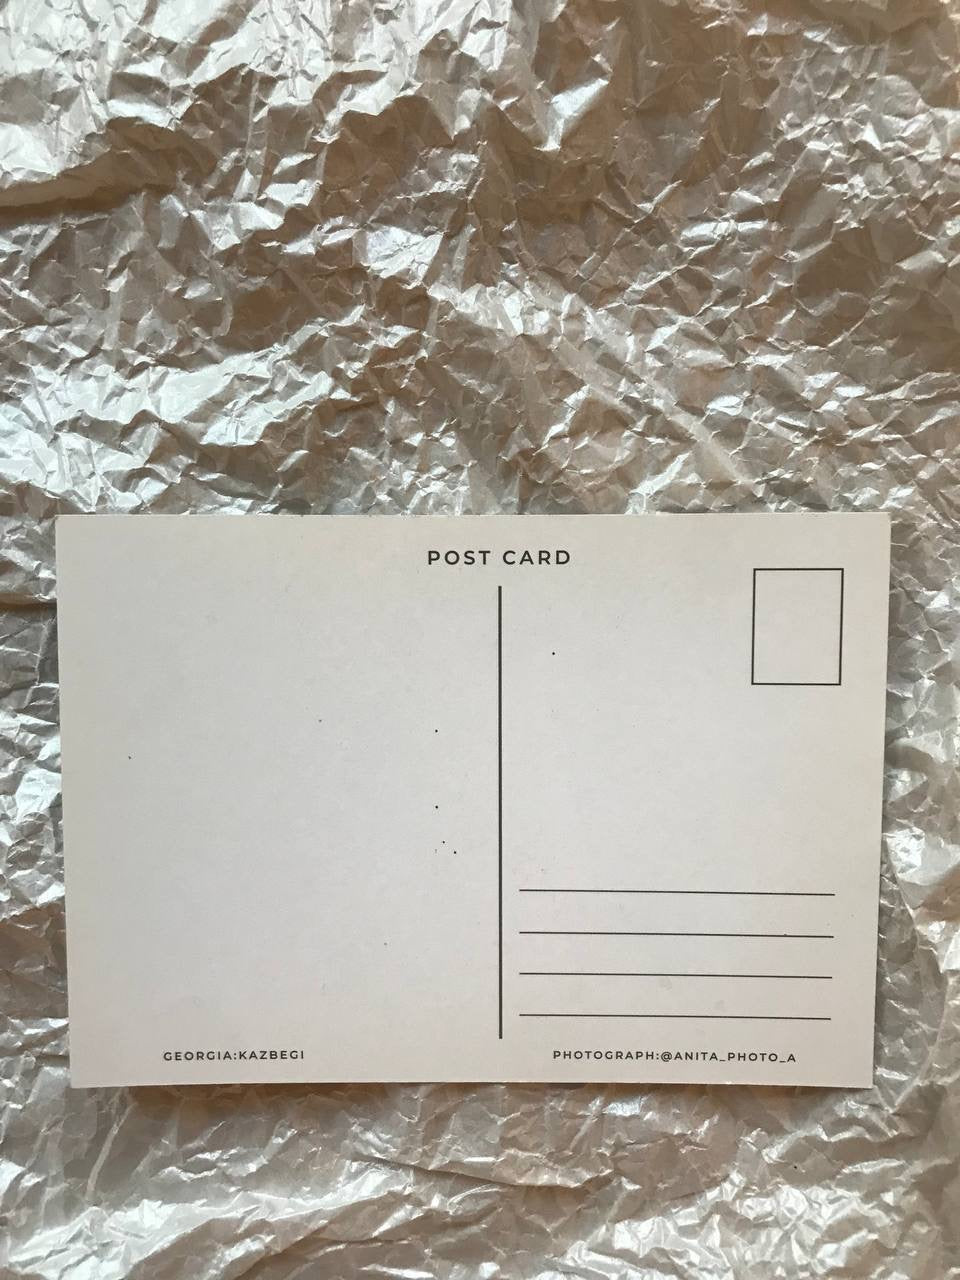 POST CARD
GEORGIA:KAZBEGI
PHOTOGRAPH:@ANITA_PHOTO_A